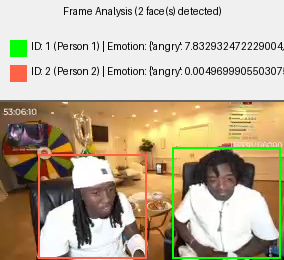 Frame Analysis (2 face(s) detected)
ID: 1 (Person 1) | Emotion: {'angry': 7.832932472229004,
ID: 2 (Person 2) | Emotion: {'angry': 0.004969990550307
53:06:10